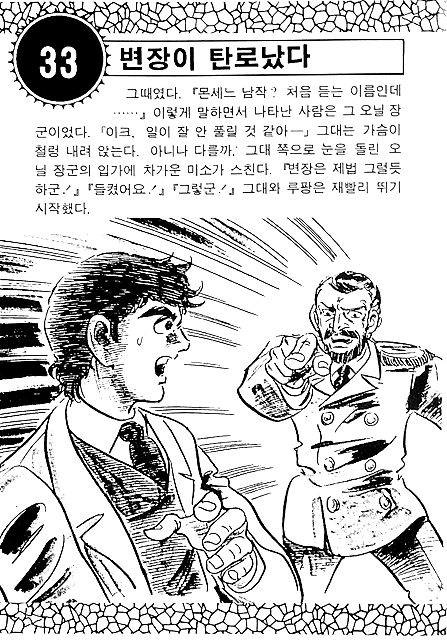 33
변장이 탄로났다
그때였다. 『몬세느 남작? 처음 듣는 이름인데
……』 이렇게 말하면서 나타난 사람은 그 오닐 장
군이었다. 「이크, 일이 잘 안 풀릴 것 같아―」 그대는 가슴이
철렁 내려 앉는다. 아니나 다를까, 그대 쪽으로 눈을 돌린 오
닐 장군의 입가에 차가운 미소가 스친다. 『변장은 제법 그럴듯
하군!』『들켰어요!』『그렇군!』 그대와 루팡은 재빨리 뛰기
시작했다.